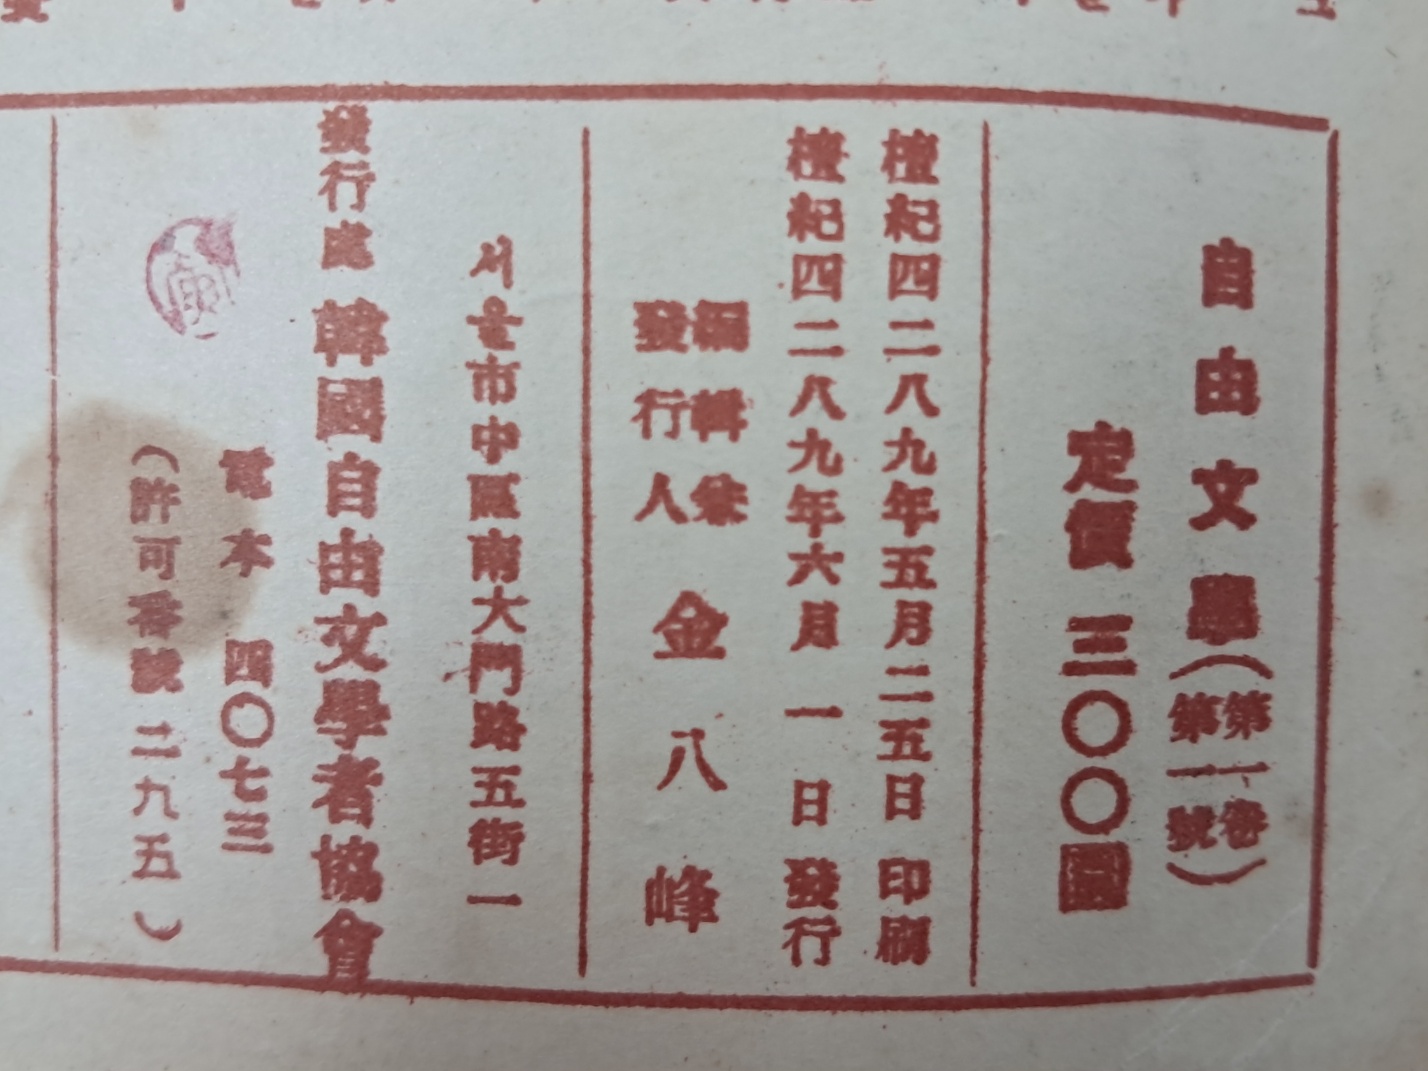 自由文學(第一卷第一號)
定價 三〇〇圜
檀紀四二八九年五月二五日 印刷
檀紀四二八九年六月 一 日 發行
編輯兼
發行人 金八峰
서울市中區南大門路五街一
發行處 韓國自由文學者協會
電本 四〇七三
(許可番號 二九五)